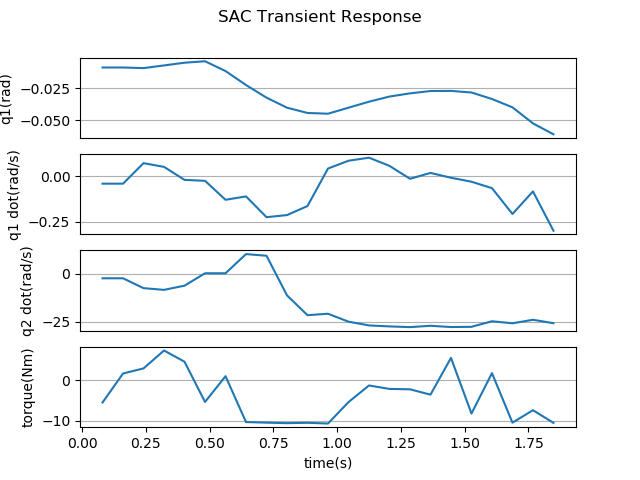 SAC Transient Response
q1(rad)
−0.025
−0.050
q1 dot(rad/s)
0.00
−0.25
q2 dot(rad/s)
0
−25
torque(Nm)
0
−10
0.00 0.25 0.50 0.75 1.00 1.25 1.50 1.75
time(s)